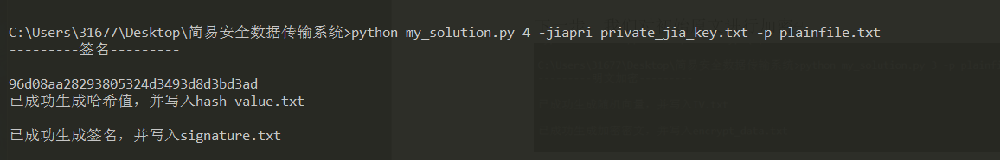 C:\Users\31677\Desktop\简易安全数据传输系统>python my_solution.py 4 -jiapri private_jia_key.txt -p plainfile.txt
---------签名---------
96d08aa28293805324d3493d8d3bd3ad
已成功生成哈希值，并写入hash_value.txt
已成功生成签名，并写入signature.txt